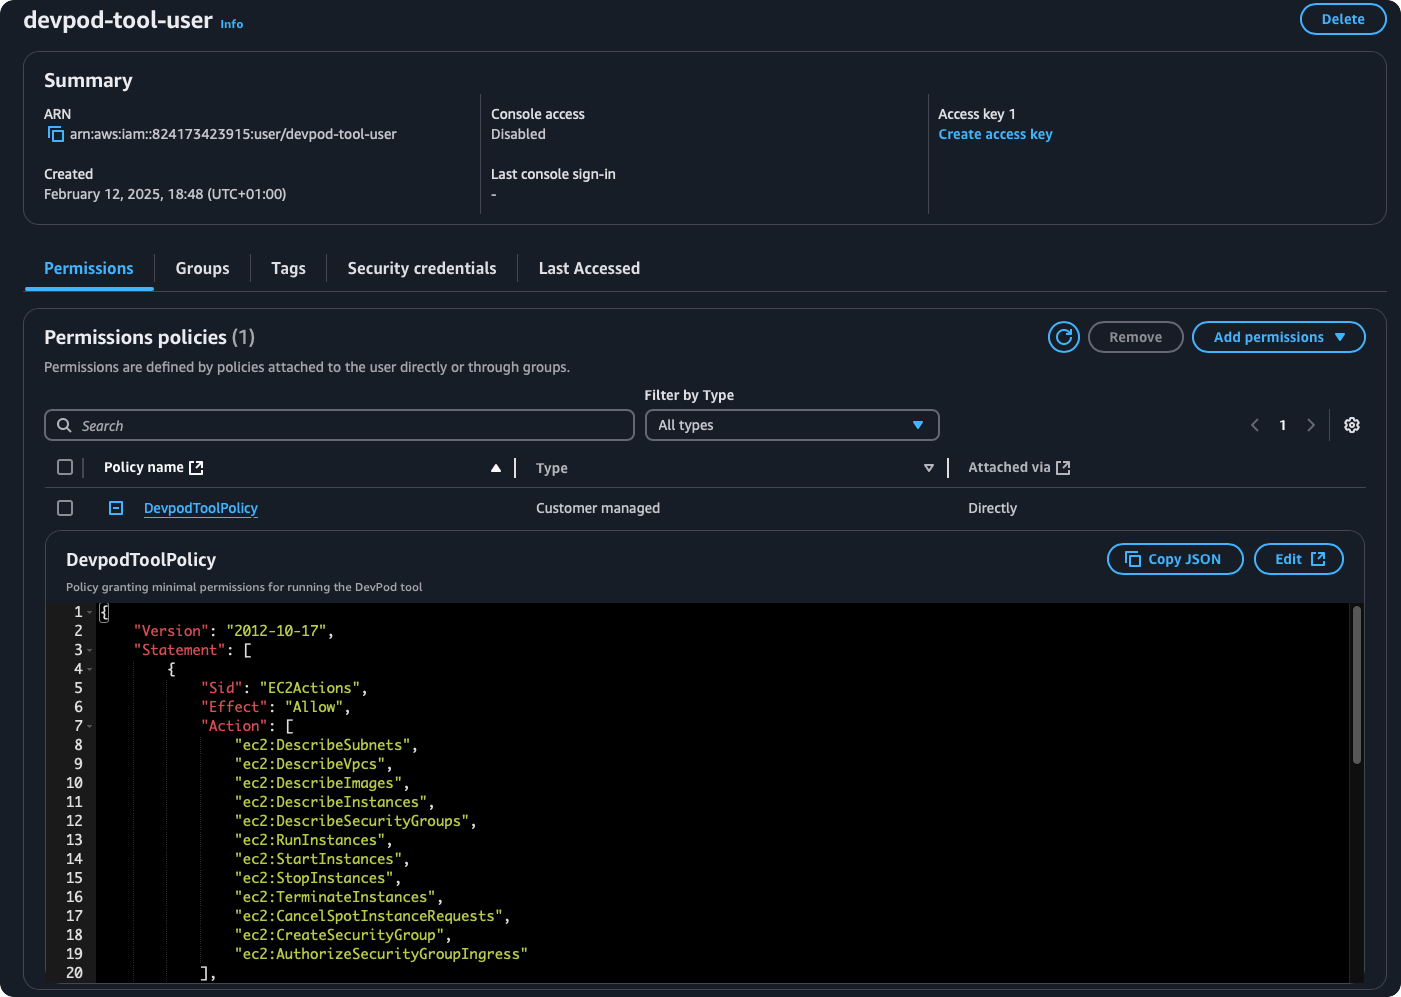 devpod-tool-user Info
Delete
Summary
ARN
arn:aws:iam::824173423915:user/devpod-tool-user
Created
February 12, 2025, 18:48 (UTC+01:00)
Console access
Disabled
Last console sign-in
-
Access key 1
Create access key
Permissions Groups Tags Security credentials Last Accessed
Permissions policies (1)
Remove Add permissions
Permissions are defined by policies attached to the user directly or through groups.
Filter by Type
Search All types 1
Policy name Type Attached via
DevpodToolPolicy Customer managed Directly
DevpodToolPolicy
Copy JSON Edit
Policy granting minimal permissions for running the DevPod tool
1 {
2 "Version": "2012-10-17",
3 "Statement": [
4 {
5 "Sid": "EC2Actions",
6 "Effect": "Allow",
7 "Action": [
8 "ec2:DescribeSubnets",
9 "ec2:DescribeVpcs",
10 "ec2:DescribeImages",
11 "ec2:DescribeInstances",
12 "ec2:DescribeSecurityGroups",
13 "ec2:RunInstances",
14 "ec2:StartInstances",
15 "ec2:StopInstances",
16 "ec2:TerminateInstances",
17 "ec2:CancelSpotInstanceRequests",
18 "ec2:CreateSecurityGroup",
19 "ec2:AuthorizeSecurityGroupIngress"
20 ],